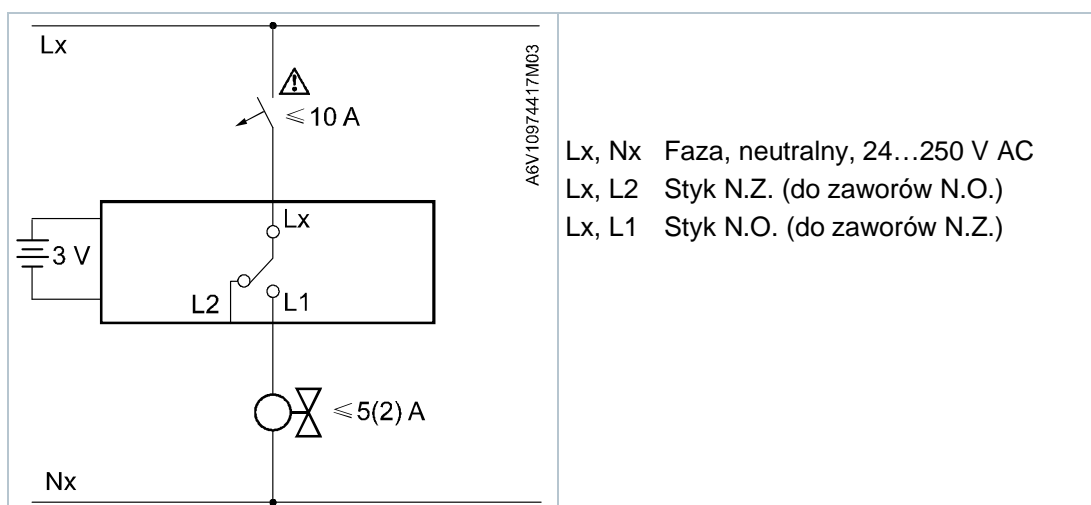 Lx
≤ 10 A
A6V10974417M03
Lx
3 V
L2
L1
≤ 5(2) A
Nx
Lx, Nx Faza, neutralny, 24…250 V AC
Lx, L2 Styk N.Z. (do zaworów N.O.)
Lx, L1 Styk N.O. (do zaworów N.Z.)